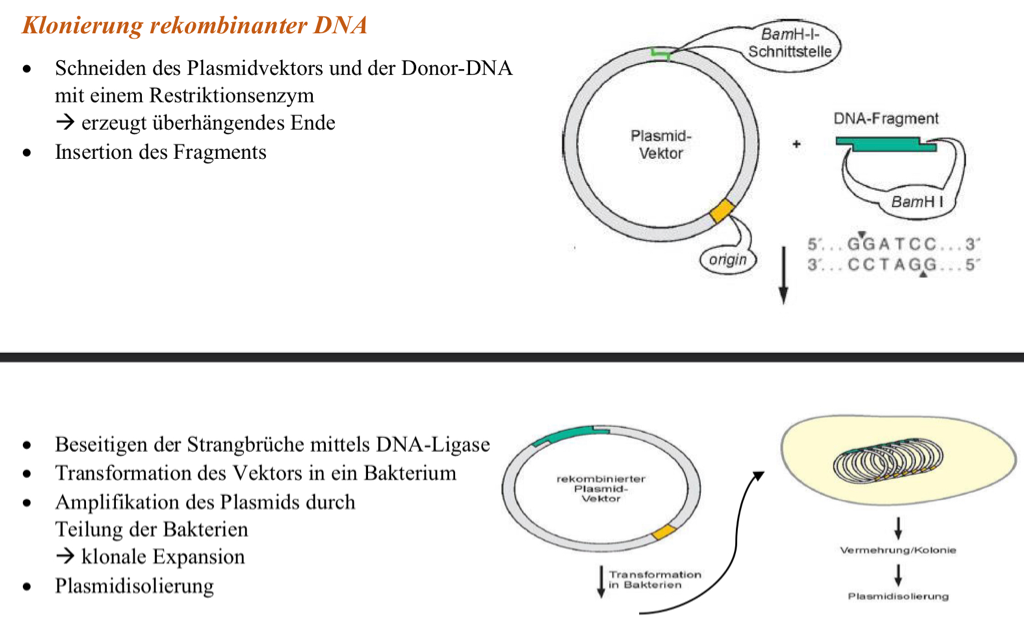 Klonierung rekombinanter DNA
• Schneiden des Plasmidvektors und der Donor-DNA
mit einem Restriktionsenzym
→ erzeugt überhängendes Ende
• Insertion des Fragments
BamH-I-
Schnittstelle
Plasmid-
Vektor
+
DNA-Fragment
BamH I
origin
5´...GGATCC...3´
3´...CCTAGG...5´
• Beseitigen der Strangbrüche mittels DNA-Ligase
• Transformation des Vektors in ein Bakterium
• Amplifikation des Plasmids durch
Teilung der Bakterien
→ klonale Expansion
• Plasmidisolierung
rekombinierter
Plasmid-
Vektor
Transformation
in Bakterien
Vermehrung/Kolonie
Plasmidisolierung